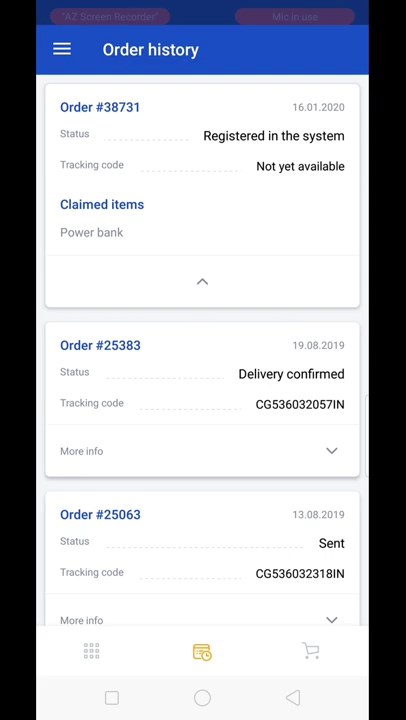 "AZ Screen Recorder"
Mic in use
Order history
Order #38731
16.01.2020
Status
Registered in the system
Tracking code
Not yet available
Claimed items
Power bank
Order #25383
19.08.2019
Status
Delivery confirmed
Tracking code
CG536032057IN
More info
Order #25063
13.08.2019
Status
Sent
Tracking code
CG536032318IN
More info